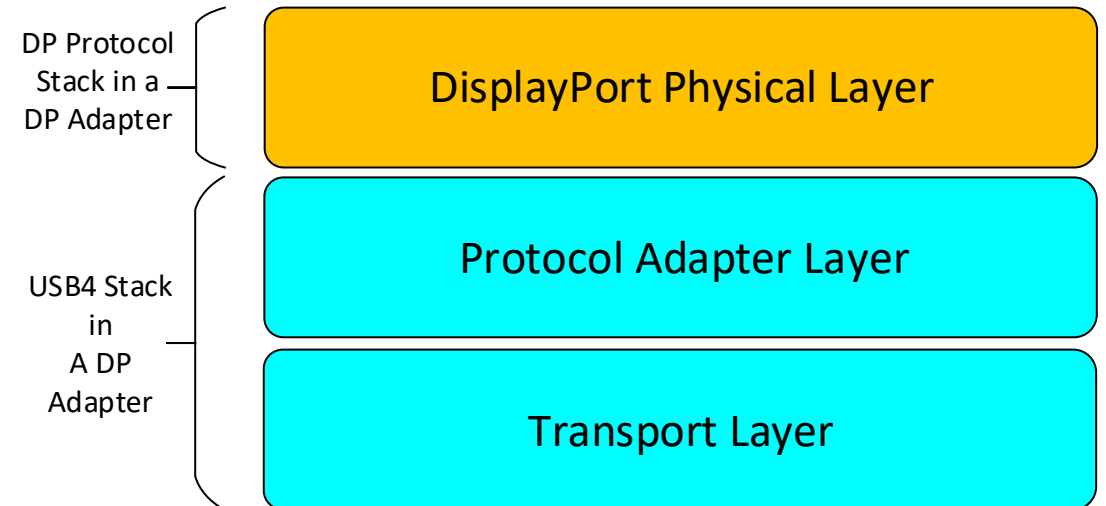 DP Protocol
Stack in a
DP Adapter
DisplayPort Physical Layer
Protocol Adapter Layer
USB4 Stack
in
A DP
Adapter
Transport Layer